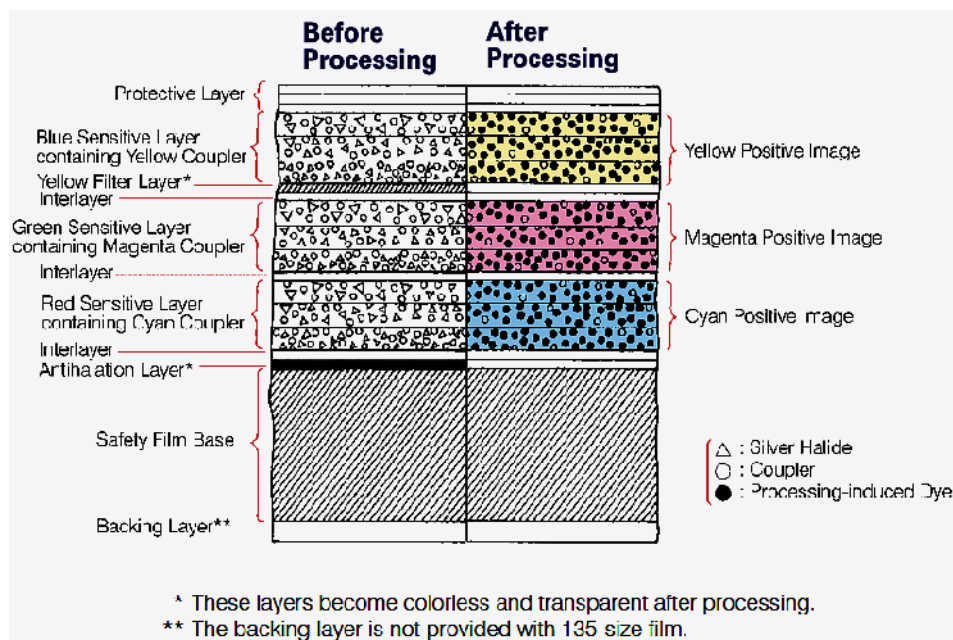 Before
Processing
After
Processing
Protective Layer
Blue Sensitive Layer
containing Yellow Coupler
Yellow Filter Layer*
Interlayer
Green Sensitive Layer
containing Magenta Coupler
Interlayer
Red Sensitive Layer
containing Cyan Coupler
Interlayer
Antihalation Layer*
Safety Film Base
Backing Layer**
Yellow Positive Image
Magenta Positive Image
Cyan Positive Image
△ : Silver Halide
○ : Coupler
● : Processing-induced Dye
* These layers become colorless and transparent after processing.
** The backing layer is not provided with 135 size film.